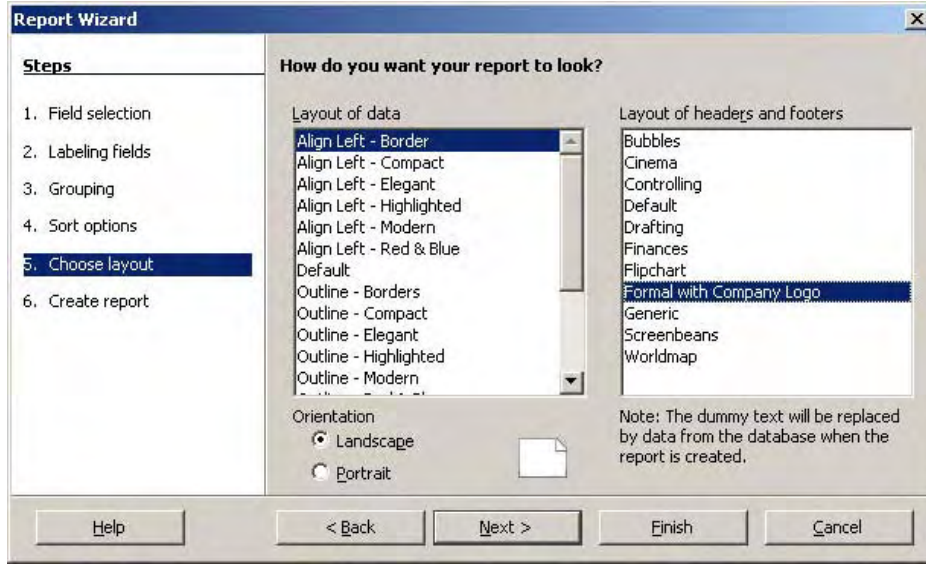 Report Wizard
Steps
1. Field selection
2. Labeling fields
3. Grouping
4. Sort options
5. Choose layout
6. Create report
How do you want your report to look?
Layout of data
Align Left - Border
Align Left - Compact
Align Left - Elegant
Align Left - Highlighted
Align Left - Modern
Align Left - Red & Blue
Default
Outline - Borders
Outline - Compact
Outline - Elegant
Outline - Highlighted
Outline - Modern
Layout of headers and footers
Bubbles
Cinema
Controlling
Default
Drafting
Finances
Flipchart
Formal with Company Logo
Generic
Screenbeans
Worldmap
Orientation
Landscape
Portrait
Note: The dummy text will be replaced
by data from the database when the
report is created.
Help
< Back
Next >
Finish
Cancel